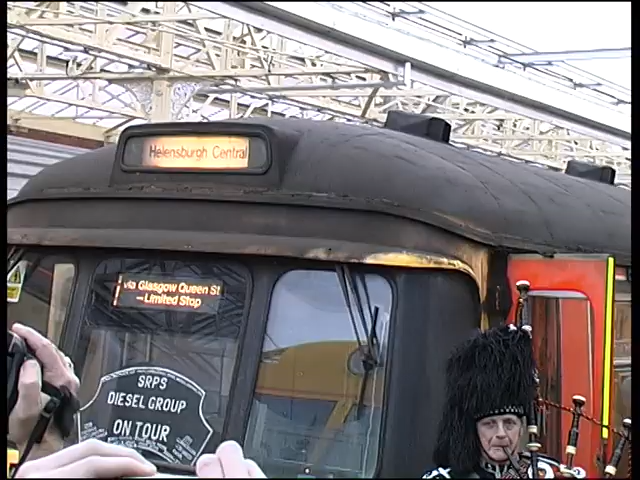 Helensburgh Central
via Glasgow Queen St
—Limited Stop
SRPS
DIESEL GROUP
ON TOUR